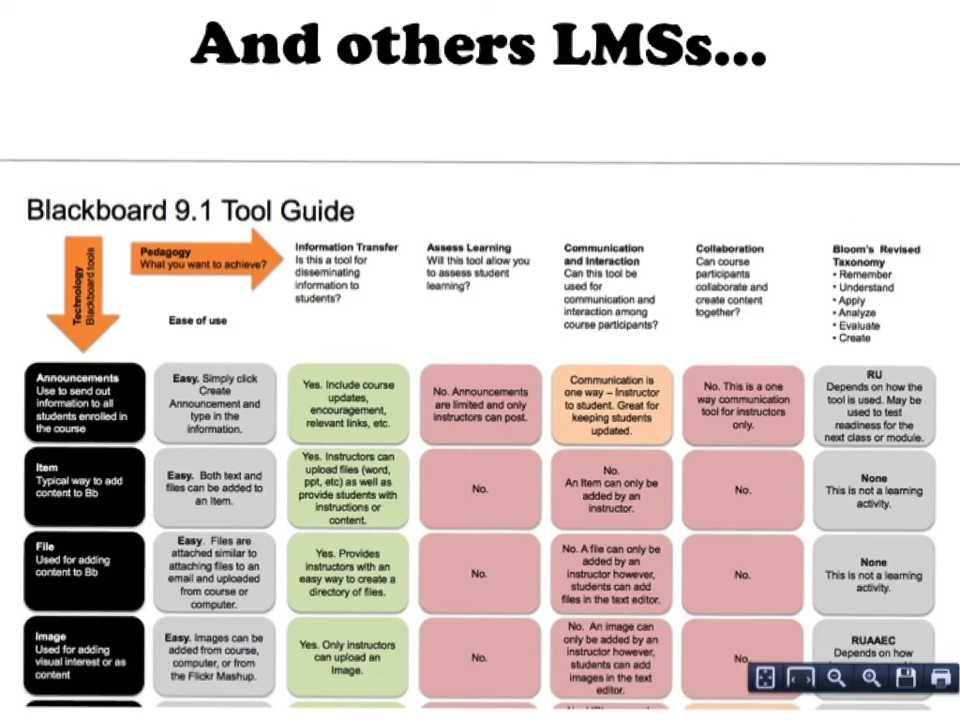 And others LMSs...
Blackboard 9.1 Tool Guide
Technology
Blackboard tools
Pedagogy
What you want to achieve?
Ease of use
Information Transfer
Is this a tool for
disseminating
information to
students?
Assess Learning
Will this tool allow you
to assess student
learning?
Communication
and Interaction
Can this tool be
used for
communication and
interaction among
course participants?
Collaboration
Can course
participants
collaborate and
create content
together?
Bloom's Revised
Taxonomy
• Remember
• Understand
• Apply
• Analyze
• Evaluate
• Create
Announcements
Use to send out
information to all
students enrolled in
the course
Easy. Simply click
Create
Announcement and
type in the
information.
Yes. Include course
updates,
encouragement,
relevant links, etc.
No. Announcements
are limited and only
instructors can post.
Communication is
one way – Instructor
to student. Great for
keeping students
updated.
No. This is a one
way communication
tool for instructors
only.
RU
Depends on how the
tool is used. May be
used to test
readiness for the
next class or module.
Item
Typical way to add
content to Bb
Easy. Both text and
files can be added to
an Item.
Yes. Instructors can
upload files (word,
ppt, etc) as well as
provide students with
instructions or
content.
No.
No.
An Item can only be
added by an
instructor.
No.
None
This is not a learning
activity.
File
Used for adding
content to Bb
Easy. Files are
attached similar to
attaching files to an
email and uploaded
from course or
computer.
Yes. Provides
instructors with an
easy way to create a
directory of files.
No.
No. A file can only be
added by an
instructor however,
students can add
files in the text editor.
No.
None
This is not a learning
activity.
Image
Used for adding
visual interest or as
content
Easy. Images can be
added from course,
computer, or from
the Flickr Mashup.
Yes. Only instructors
can upload an
Image.
No.
No. An image can
only be added by an
instructor however,
students can add
images in the text
editor.
No.
RUAAEC
Depends on how